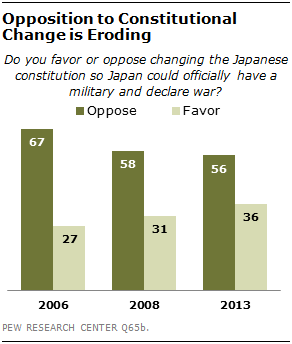 Opposition to Constitutional
Change is Eroding
Do you favor or oppose changing the Japanese
constitution so Japan could officially have a
military and declare war?
Oppose Favor
67 27 58 31 56 36
2006 2008 2013
PEW RESEARCH CENTER Q65b.